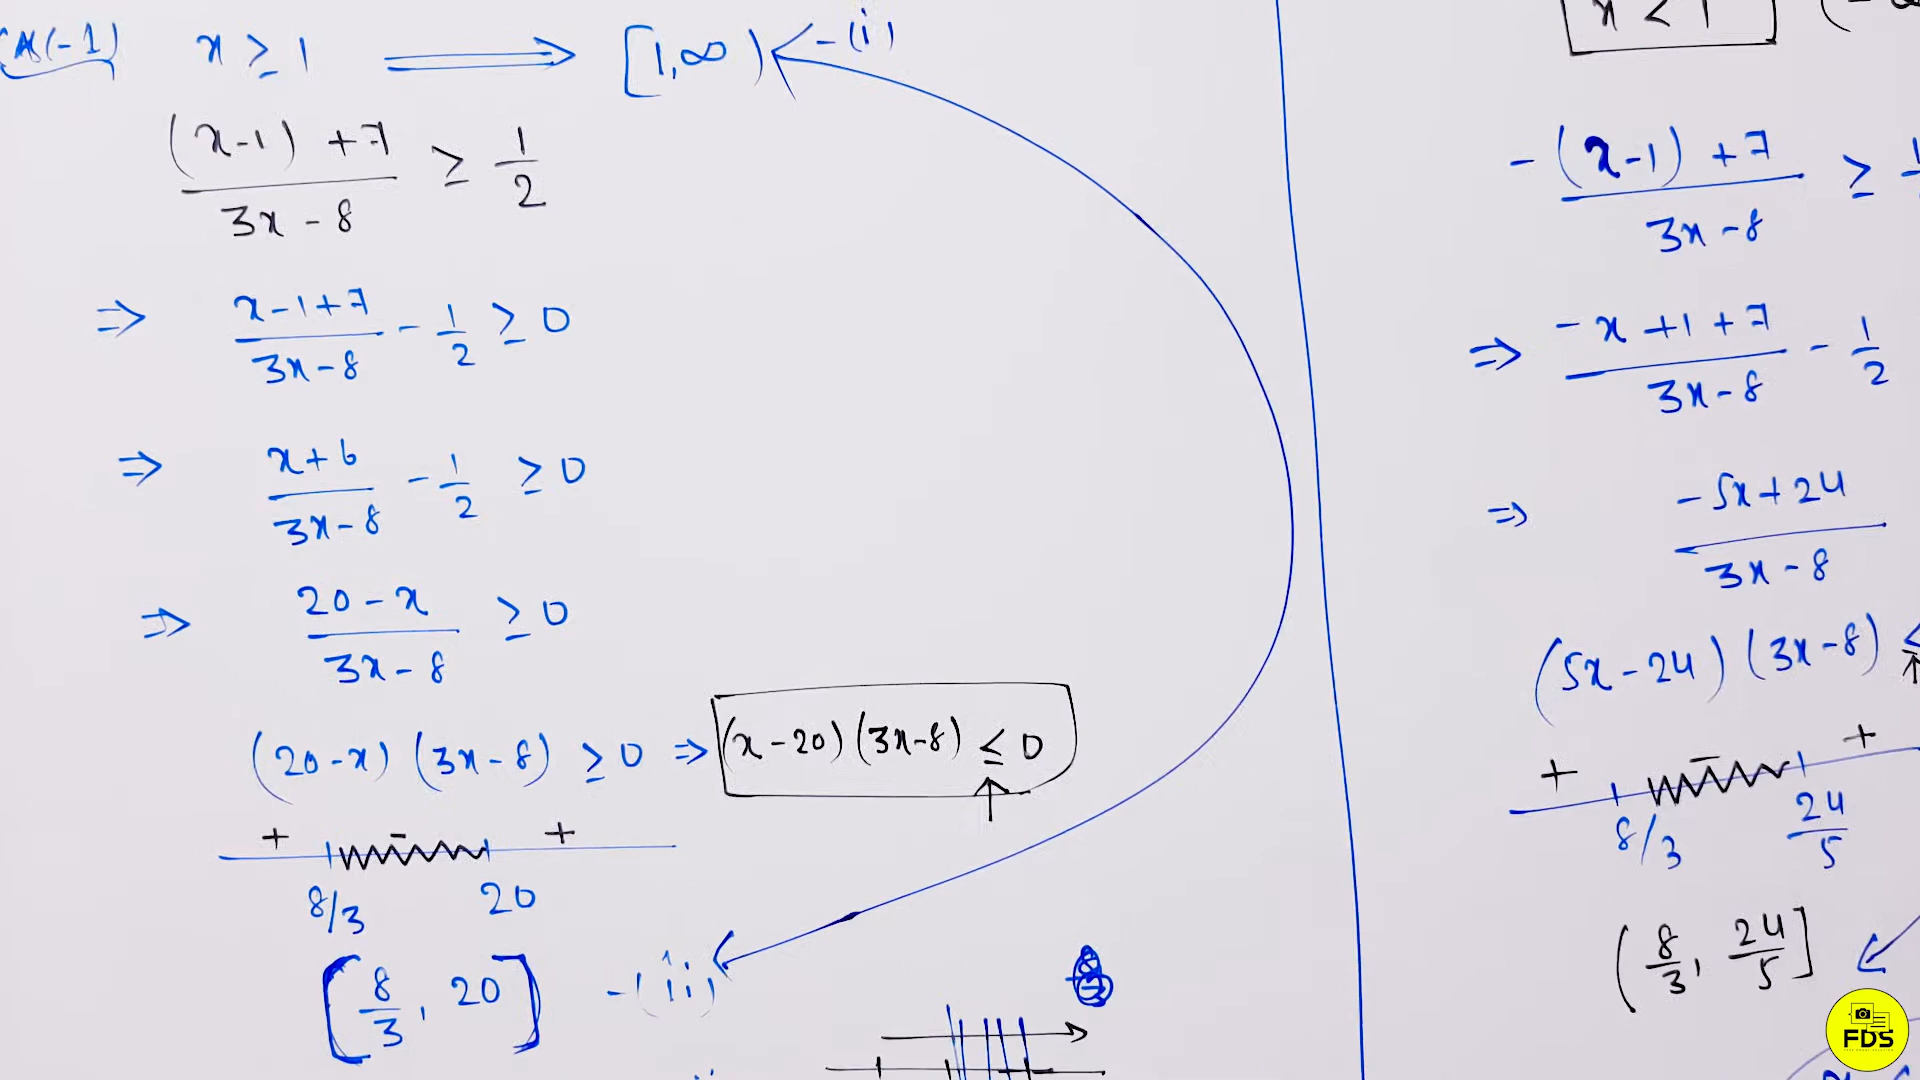 x ≥ 1 ⟹ [1, ∞) -(i)
(x-1) +7 / 3x - 8 ≥ 1/2
⇒ x-1+7 / 3x-8 - 1/2 ≥ 0
⇒ x+6 / 3x-8 - 1/2 ≥ 0
⇒ 20-x / 3x-8 ≥ 0
(20-x) (3x-8) ≥ 0 ⇒ (x-20) (3x-8) ≤ 0
+ - +
8/3 20
[8/3, 20] -(ii)
x < 1
-(x-1) +7 / 3x-8 ≥
⇒ -x +1 +7 / 3x-8 - 1/2
⇒ -5x+24 / 3x-8
(5x-24) (3x-8)
+ - +
8/3 24/5
(8/3, 24/5]
FDS